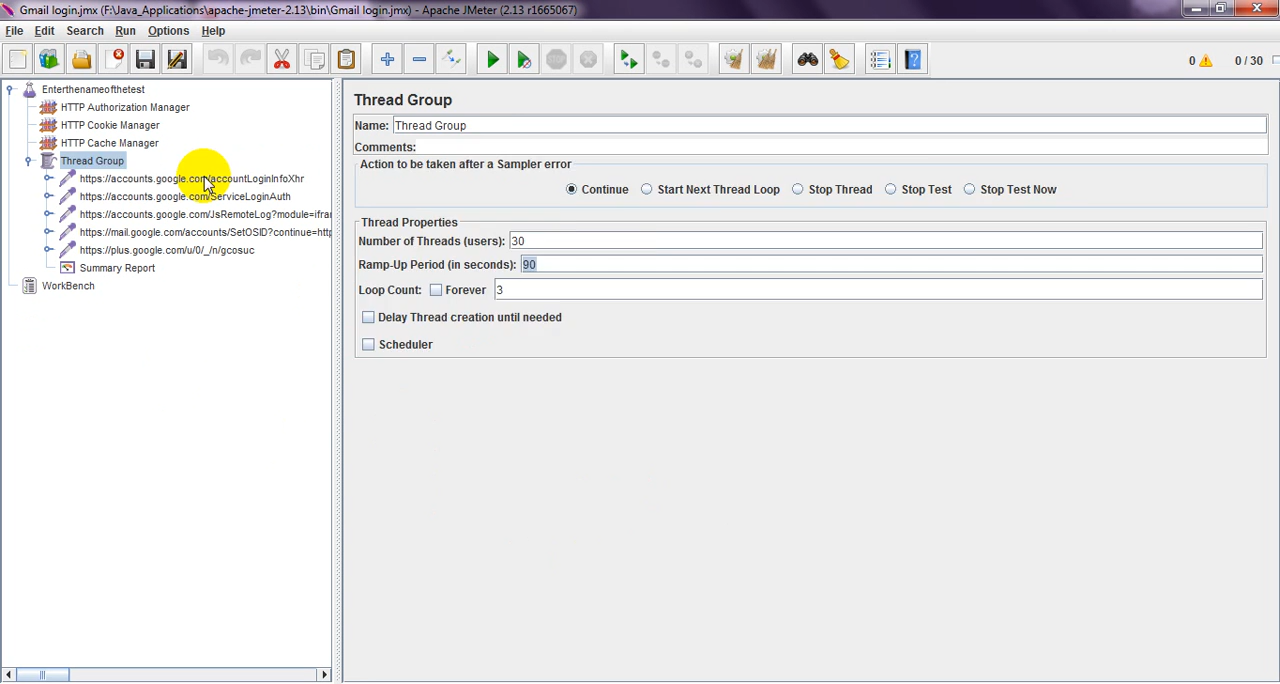 Gmail login.jmx (F:\Java_Applications\apache-jmeter-2.13\bin\Gmail login.jmx) - Apache JMeter (2.13 r1665067)
File Edit Search Run Options Help
0 0 / 30
Enterthenameofthetest
HTTP Authorization Manager
HTTP Cookie Manager
HTTP Cache Manager
Thread Group
https://accounts.google.com/accountLoginInfoXhr
https://accounts.google.com/ServiceLoginAuth
https://accounts.google.com/JsRemoteLog?module=ifra
https://mail.google.com/accounts/SetOSID?continue=http
https://plus.google.com/u/0/_/n/gcosuc
Summary Report
WorkBench
Thread Group
Name: Thread Group
Comments:
Action to be taken after a Sampler error
Continue Start Next Thread Loop Stop Thread Stop Test Stop Test Now
Thread Properties
Number of Threads (users): 30
Ramp-Up Period (in seconds): 90
Loop Count: Forever 3
Delay Thread creation until needed
Scheduler